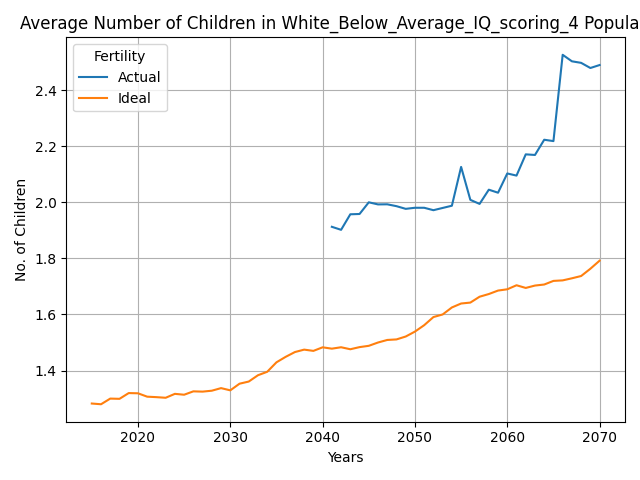 Average Number of Children in White_Below_Average_IQ_scoring_4 Popula
Fertility
Actual
Ideal
No. of Children
2.4
2.2
2.0
1.8
1.6
1.4
2020 2030 2040 2050 2060 2070
Years